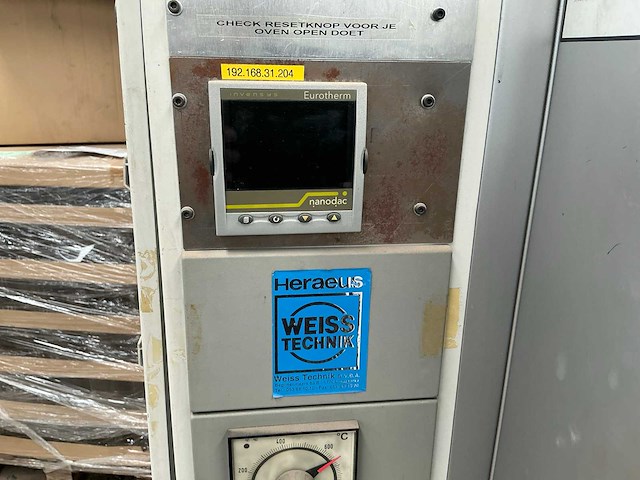 CHECK RESETKNOP VOOR JE
OVEN OPEN DOET
192.168.31.204
invensys Eurotherm
nanodac
Heraeus
WEISS
TECHNIK
Weiss Technik
°C
200
400
600